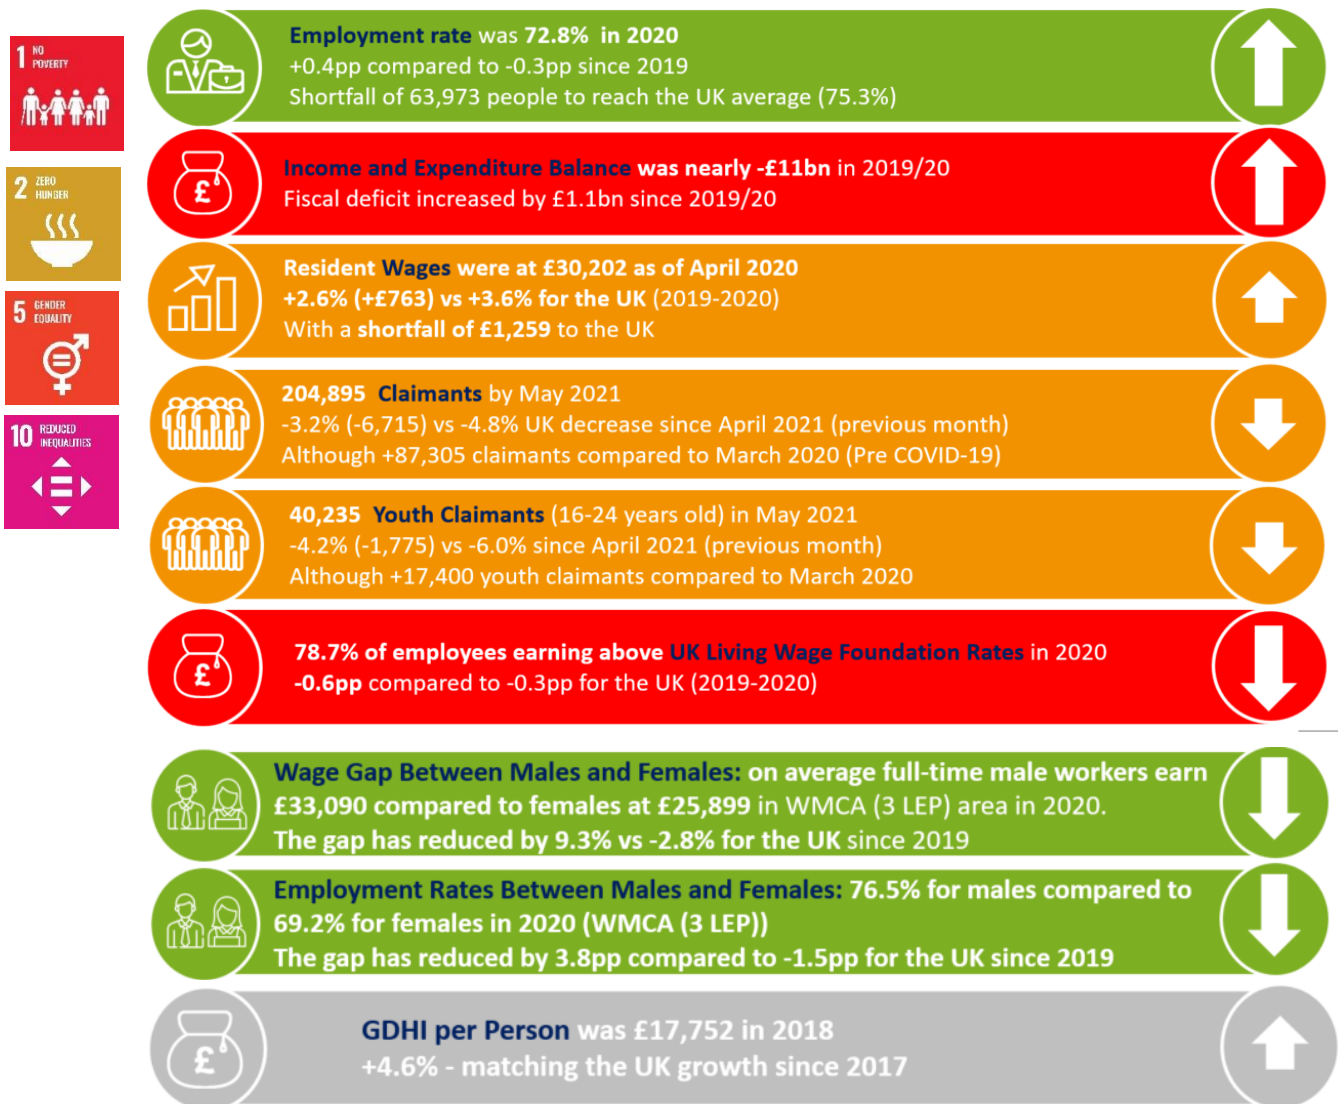 1 NO
POVERTY
2 ZERO
HUNGER
5 GENDER
EQUALITY
10 REDUCED
INEQUALITIES
Employment rate was 72.8% in 2020
+0.4pp compared to -0.3pp since 2019
Shortfall of 63,973 people to reach the UK average (75.3%)
£
Income and Expenditure Balance was nearly -£11bn in 2019/20
Fiscal deficit increased by £1.1bn since 2019/20
Resident Wages were at £30,202 as of April 2020
+2.6% (+£763) vs +3.6% for the UK (2019-2020)
With a shortfall of £1,259 to the UK
204,895 Claimants by May 2021
-3.2% (-6,715) vs -4.8% UK decrease since April 2021 (previous month)
Although +87,305 claimants compared to March 2020 (Pre COVID-19)
40,235 Youth Claimants (16-24 years old) in May 2021
-4.2% (-1,775) vs -6.0% since April 2021 (previous month)
Although +17,400 youth claimants compared to March 2020
£
78.7% of employees earning above UK Living Wage Foundation Rates in 2020
-0.6pp compared to -0.3pp for the UK (2019-2020)
Wage Gap Between Males and Females: on average full-time male workers earn
£33,090 compared to females at £25,899 in WMCA (3 LEP) area in 2020.
The gap has reduced by 9.3% vs -2.8% for the UK since 2019
Employment Rates Between Males and Females: 76.5% for males compared to
69.2% for females in 2020 (WMCA (3 LEP))
The gap has reduced by 3.8pp compared to -1.5pp for the UK since 2019
£
GDHI per Person was £17,752 in 2018
+4.6% - matching the UK growth since 2017